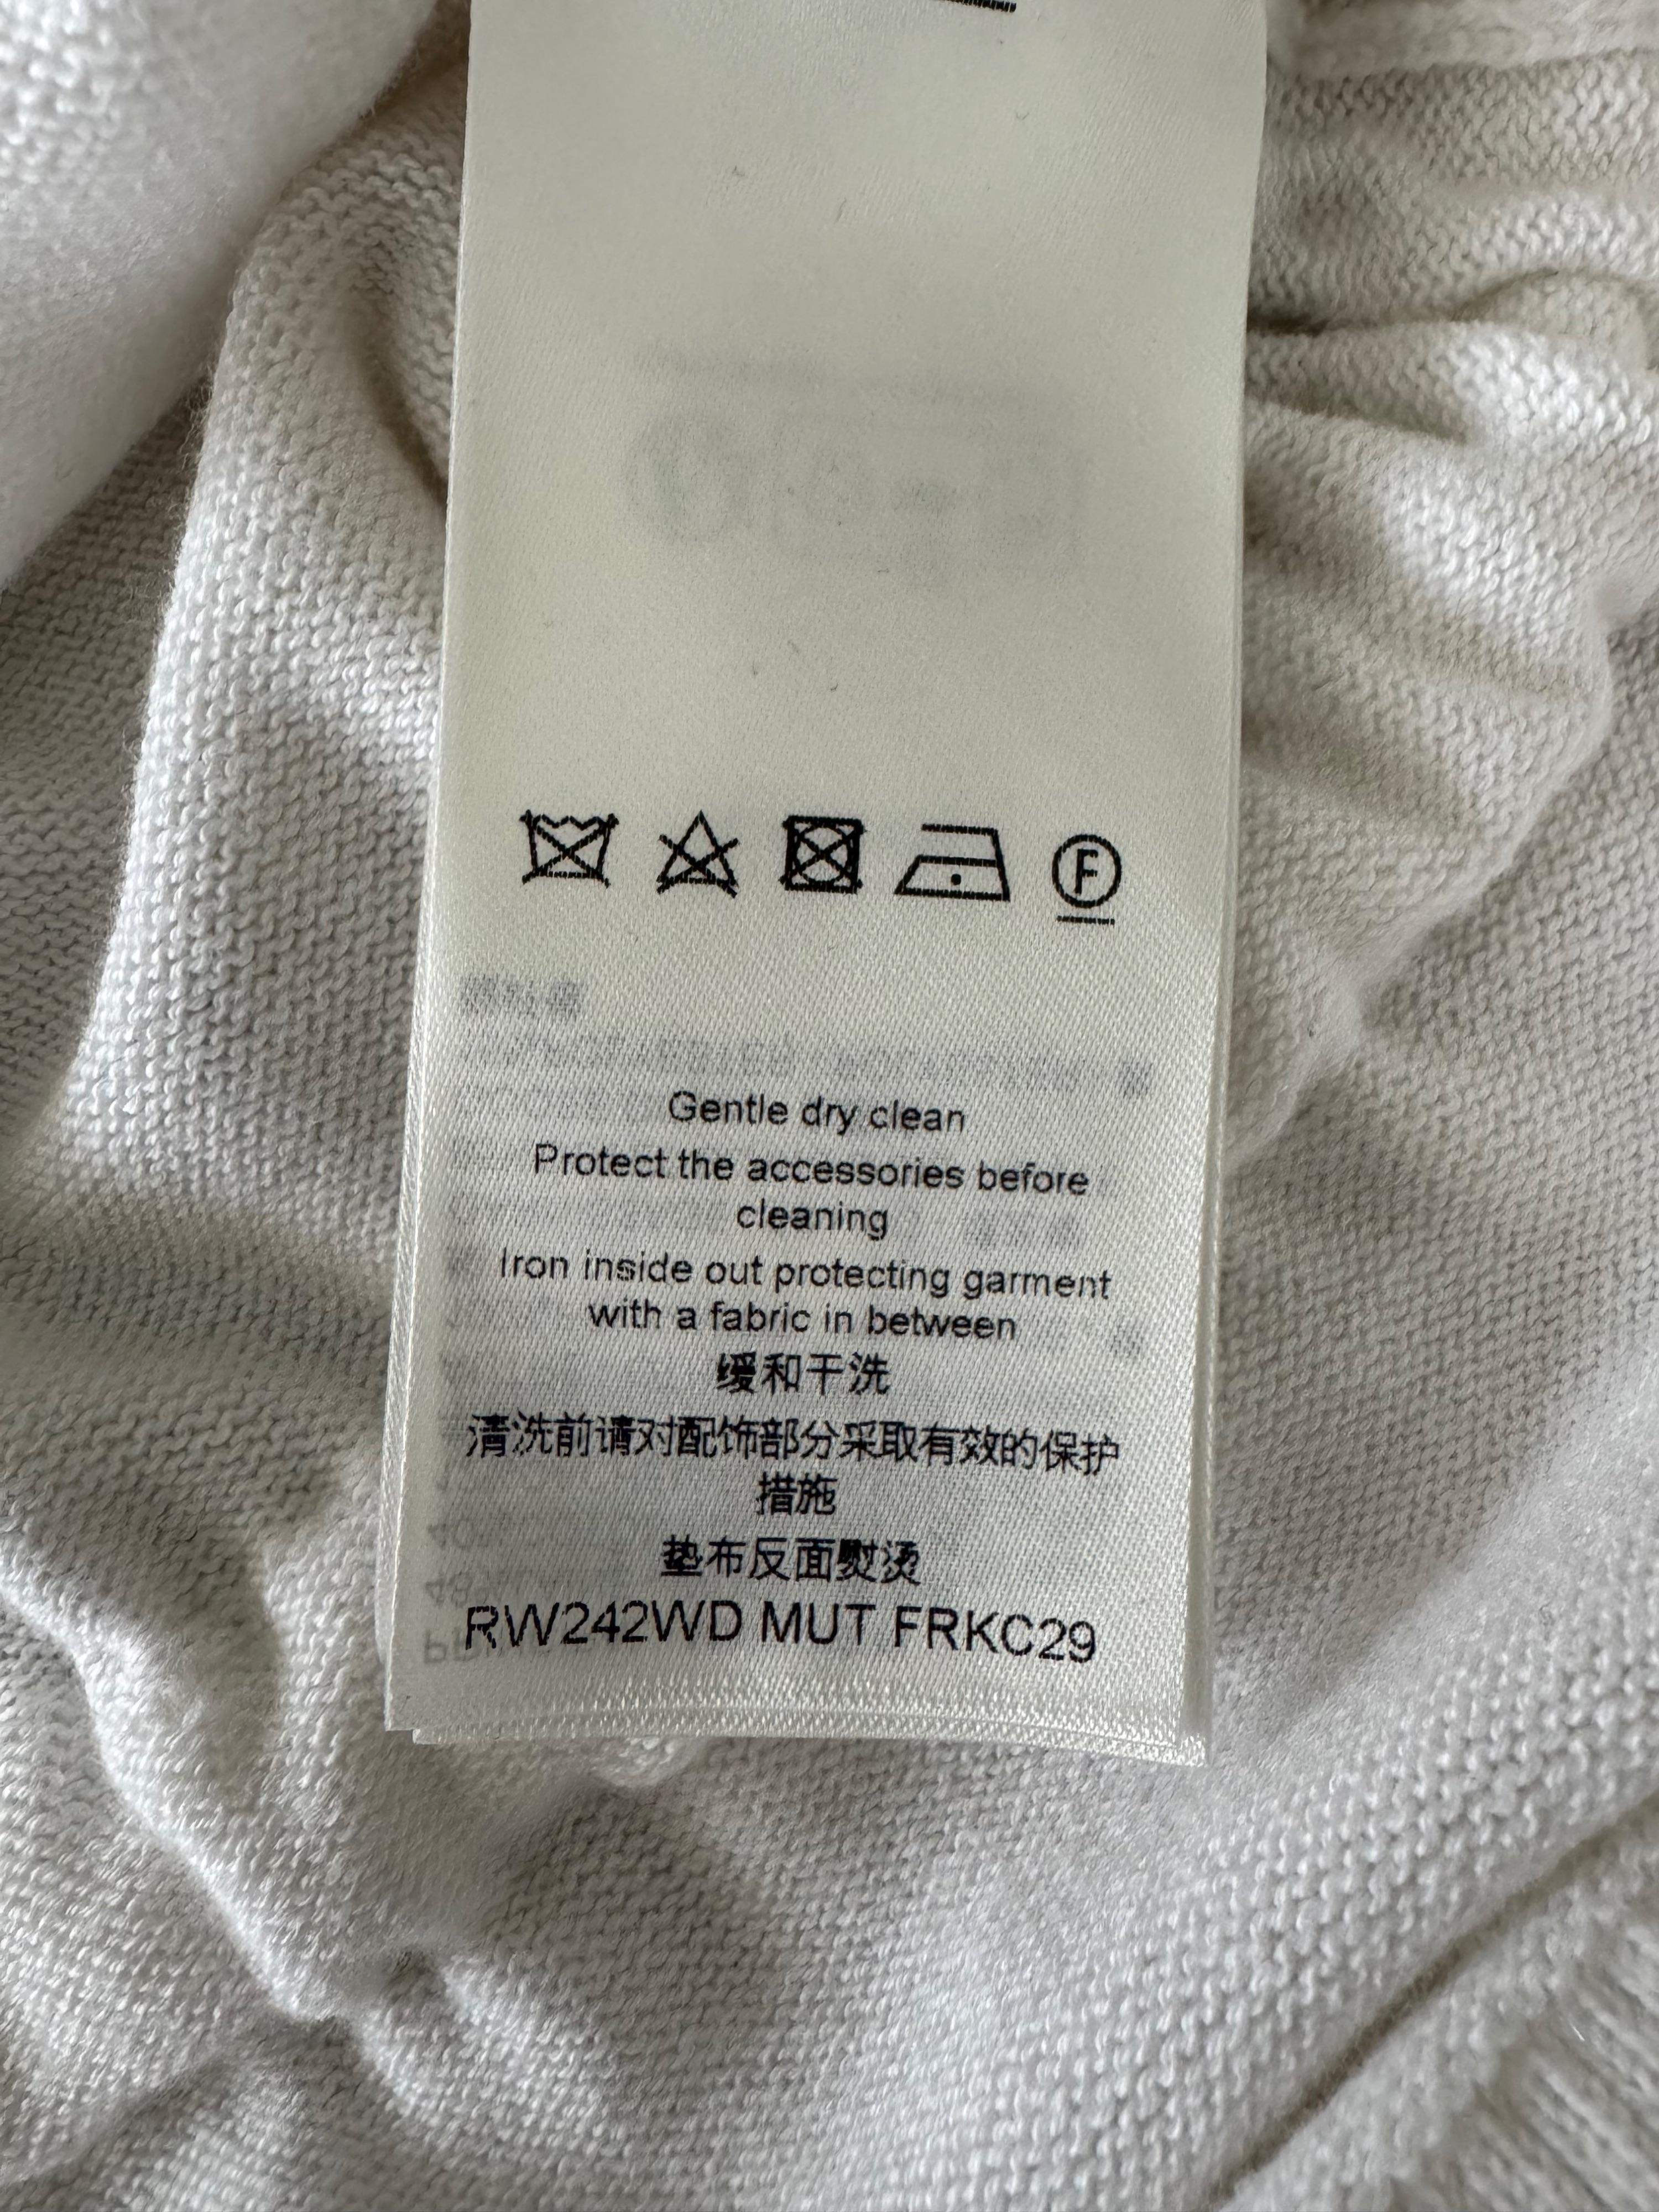 F
Gentle dry clean
Protect the accessories before
cleaning
Iron inside out protecting garment
with a fabric in between
缓和干洗
清洗前请对配饰部分采取有效的保护
措施
垫布反面熨烫
RW242WD MUT FRKC29